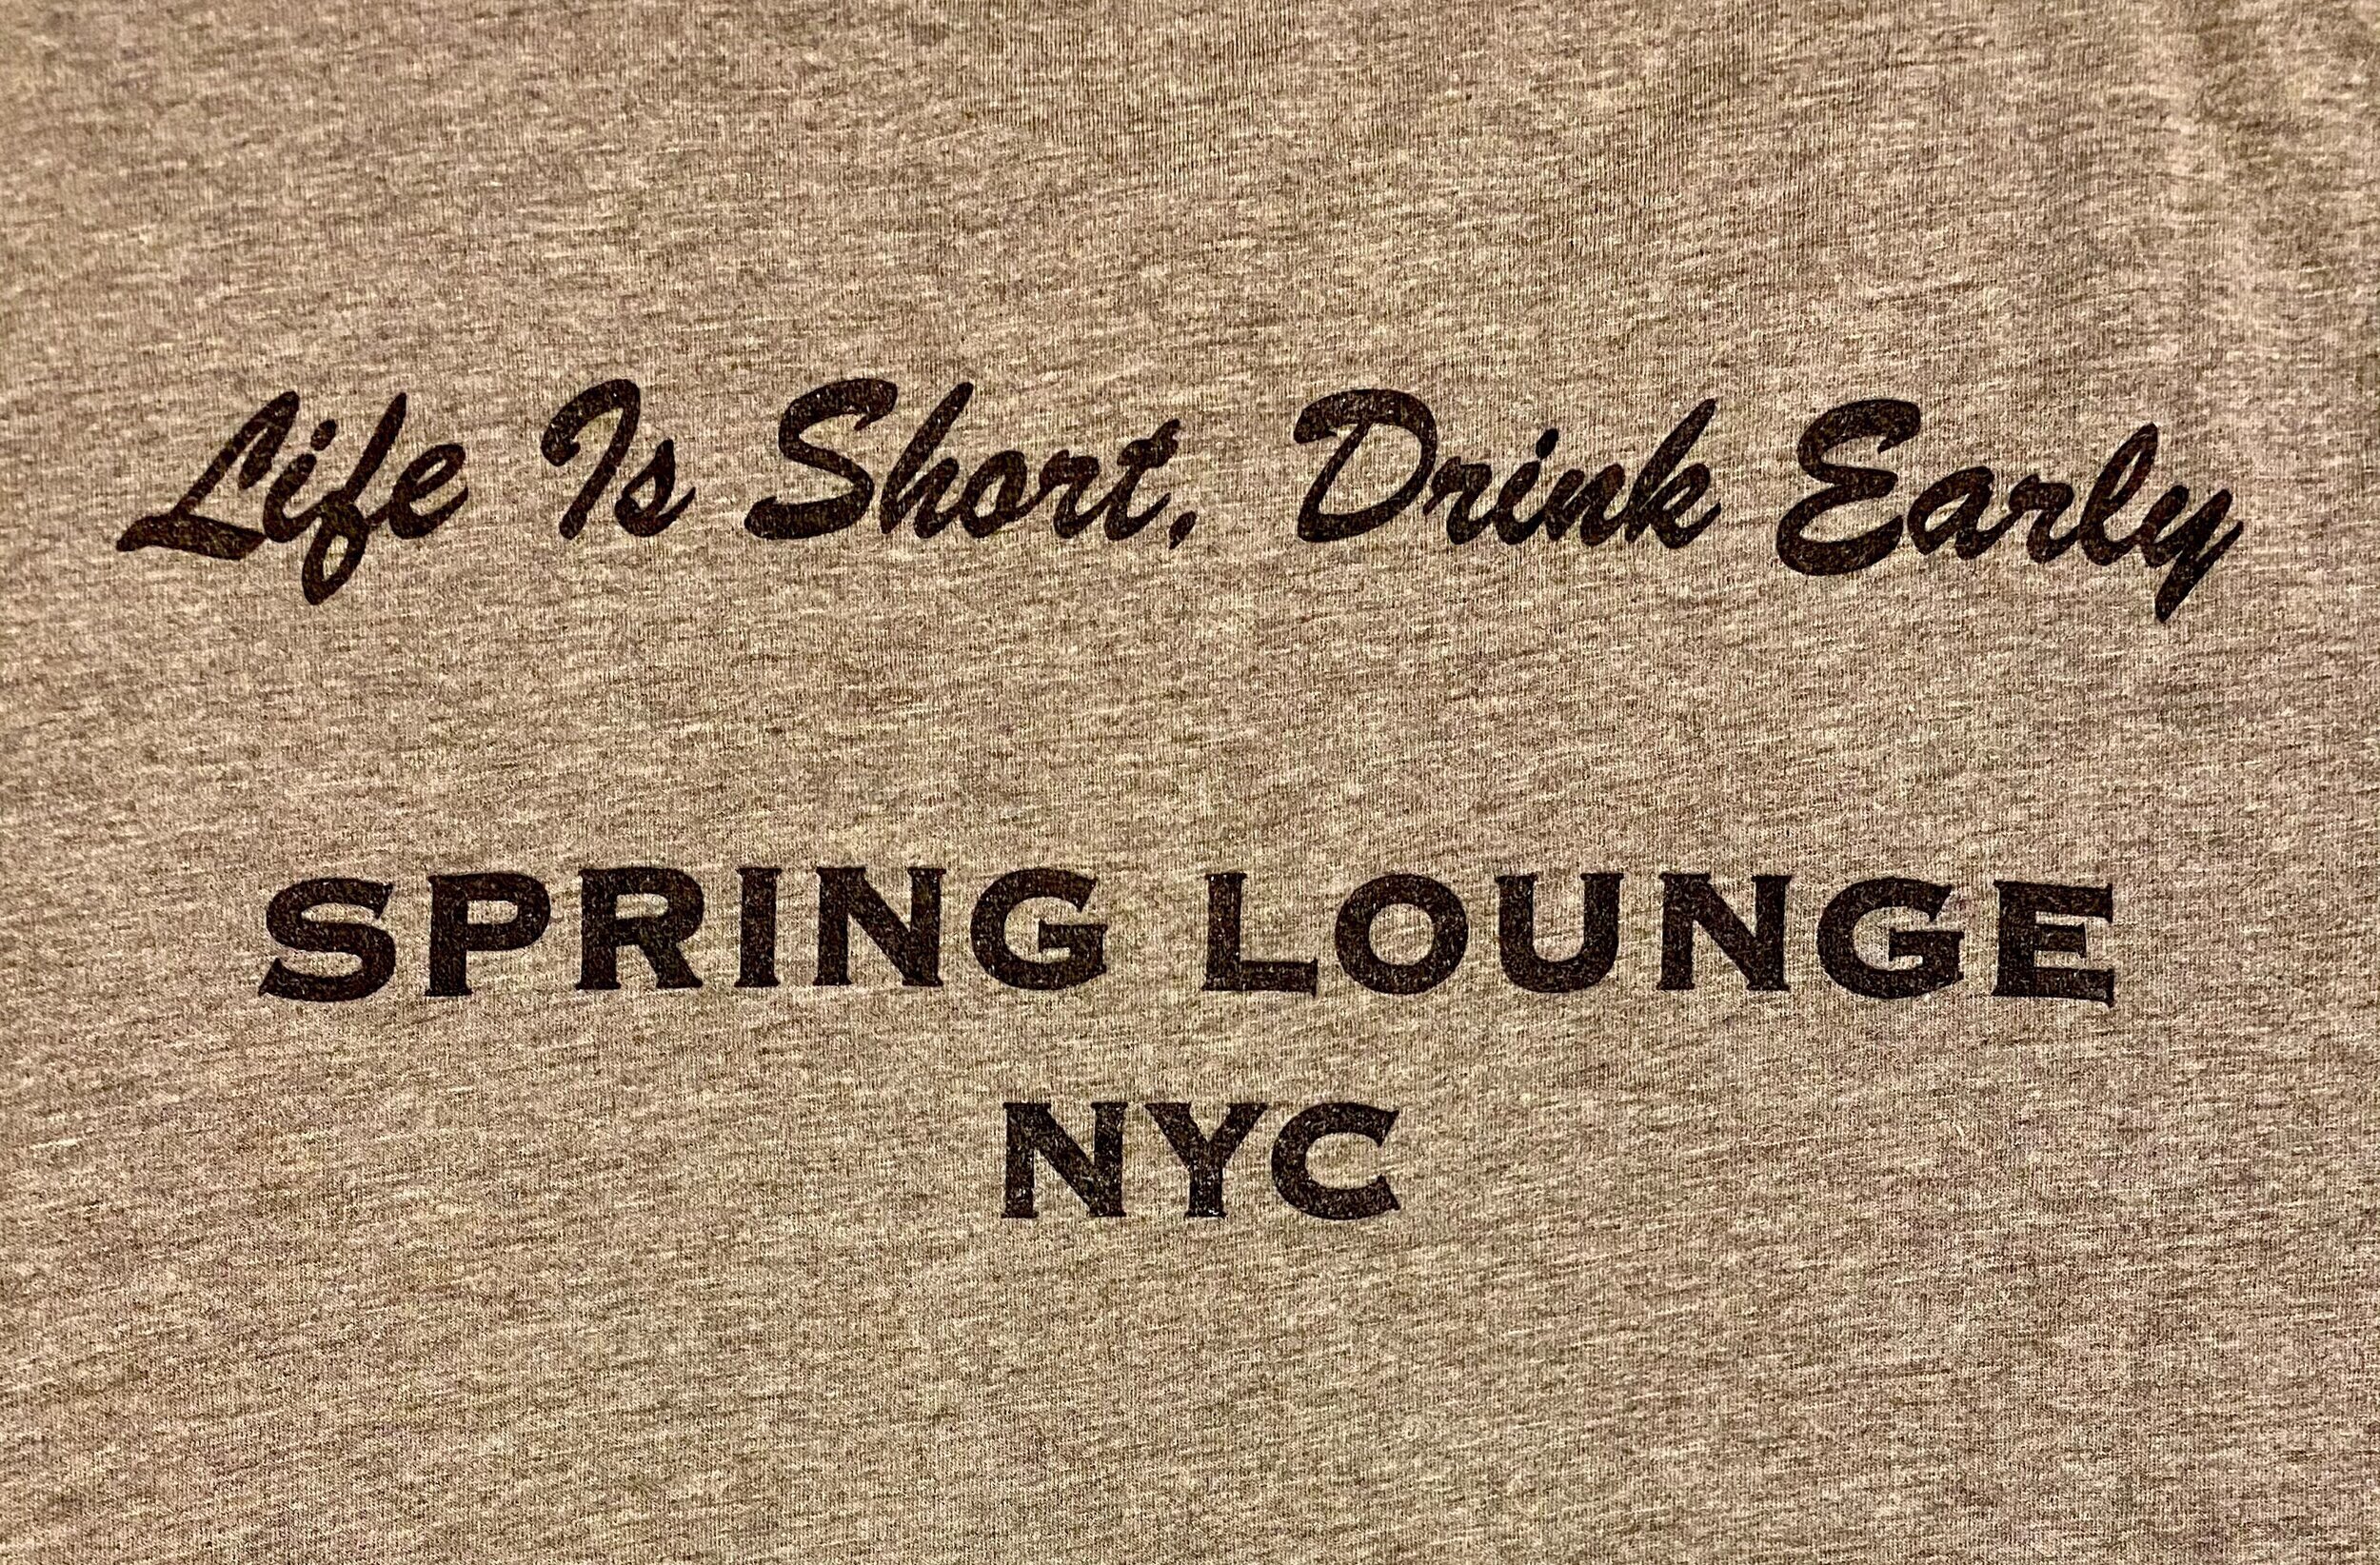 Life Is Short, Drink Early
SPRING LOUNGE
NYC